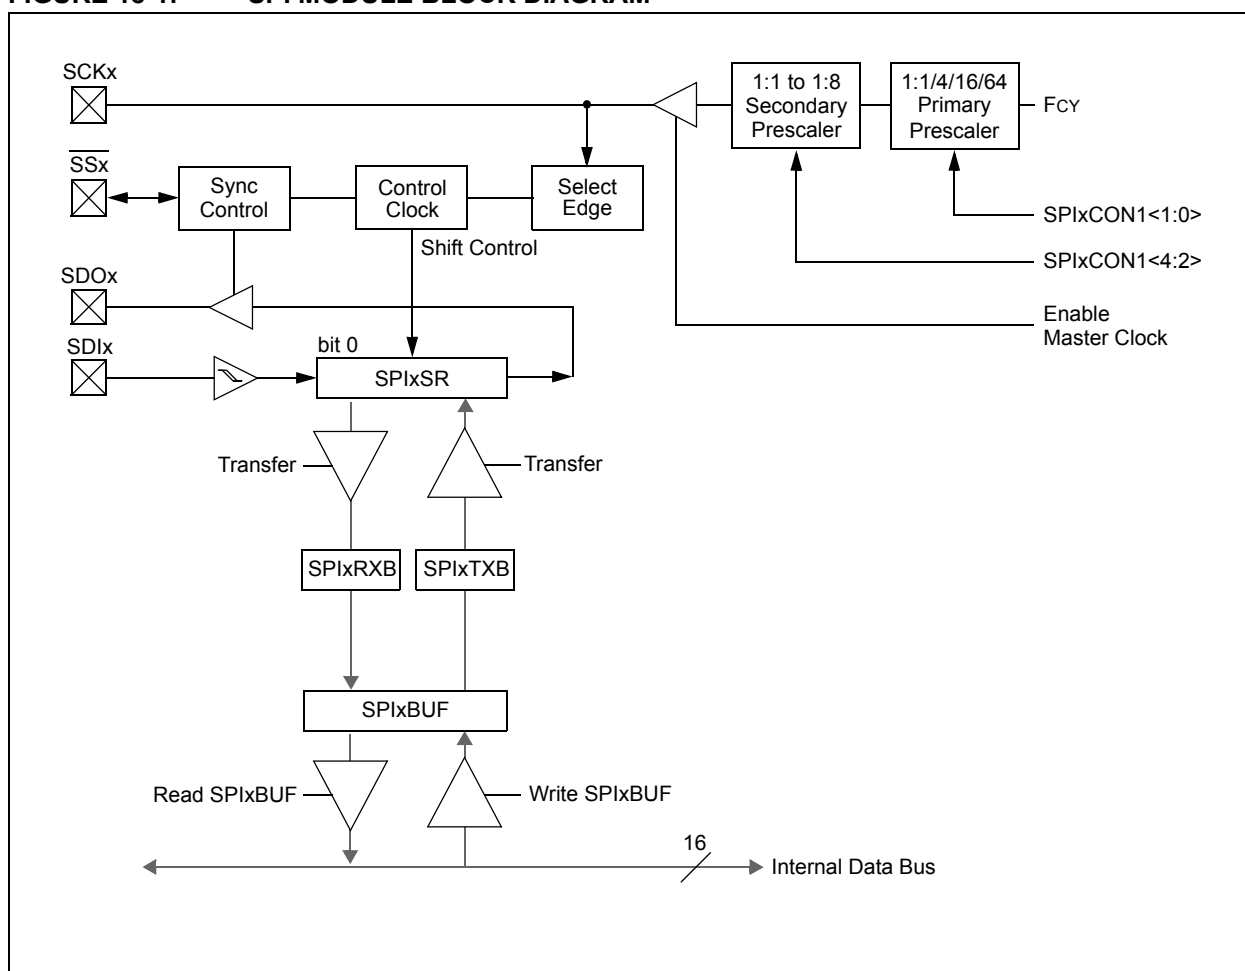 SCKx
1:1 to 1:8
Secondary
Prescaler
1:1/4/16/64
Primary
Prescaler
FCY
SSx
Sync
Control
Control
Clock
Select
Edge
SPIxCON1<1:0>
Shift Control
SPIxCON1<4:2>
SDOx
Enable
Master Clock
SDIx
bit 0
SPIxSR
Transfer
Transfer
SPIxRXB
SPIxTXB
SPIxBUF
Read SPIxBUF
Write SPIxBUF
16
Internal Data Bus